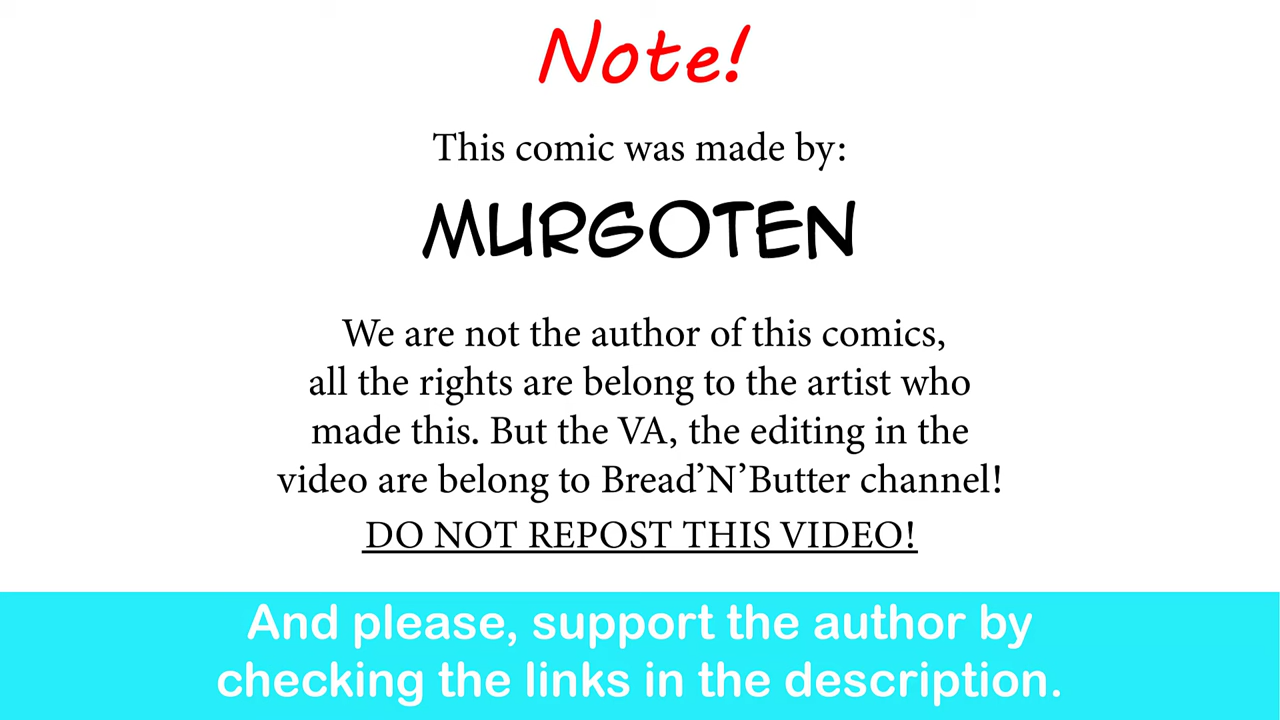 Note!
This comic was made by:
MURGOTEN
We are not the author of this comics,
all the rights are belong to the artist who
made this. But the VA, the editing in the
video are belong to Bread’N’Butter channel!
DO NOT REPOST THIS VIDEO!
And please, support the author by
checking the links in the description.